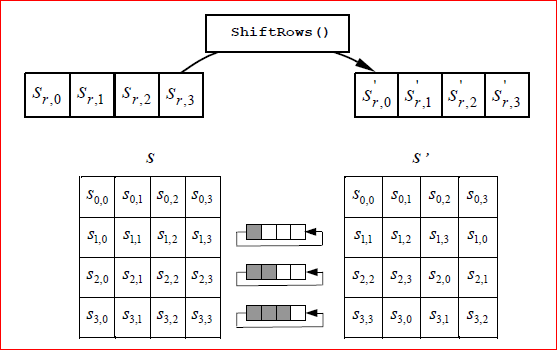 ShiftRows()
Sr,0 Sr,1 Sr,2 Sr,3 S'r,0 S'r,1 S'r,2 S'r,3
S S'
s0,0 s0,1 s0,2 s0,3 s0,0 s0,1 s0,2 s0,3
s1,0 s1,1 s1,2 s1,3 s1,1 s1,2 s1,3 s1,0
s2,0 s2,1 s2,2 s2,3 s2,2 s2,3 s2,0 s2,1
s3,0 s3,1 s3,2 s3,3 s3,3 s3,0 s3,1 s3,2